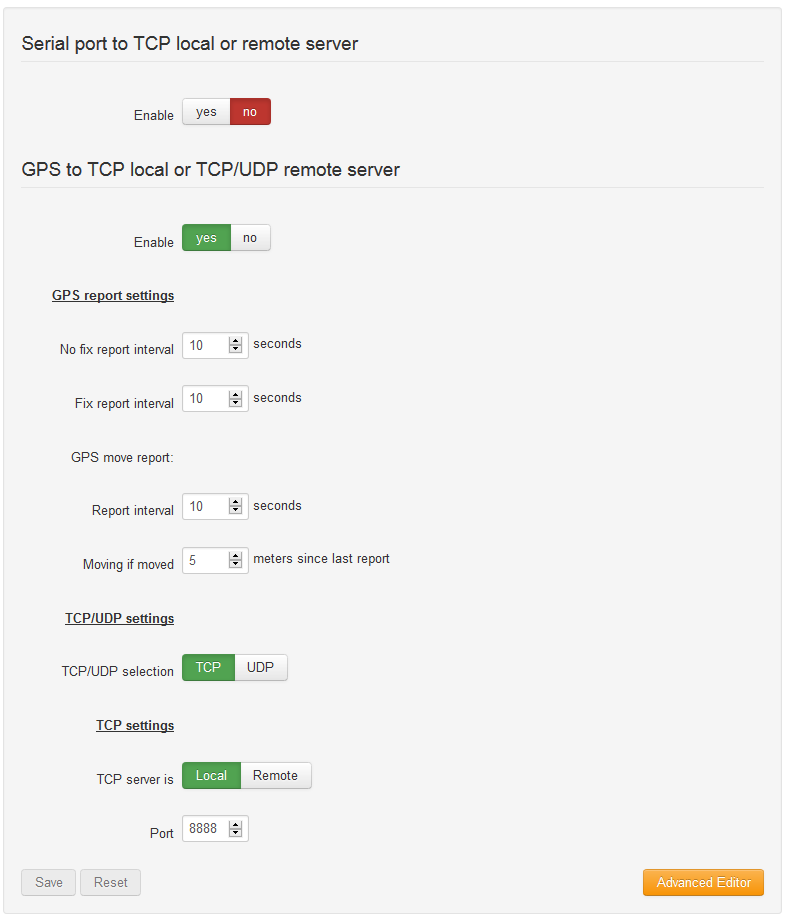 Serial port to TCP local or remote server
Enable yes no
GPS to TCP local or TCP/UDP remote server
Enable yes no
GPS report settings
No fix report interval 10 seconds
Fix report interval 10 seconds
GPS move report:
Report interval 10 seconds
Moving if moved 5 meters since last report
TCP/UDP settings
TCP/UDP selection TCP UDP
TCP settings
TCP server is Local Remote
Port 8888
Save Reset Advanced Editor